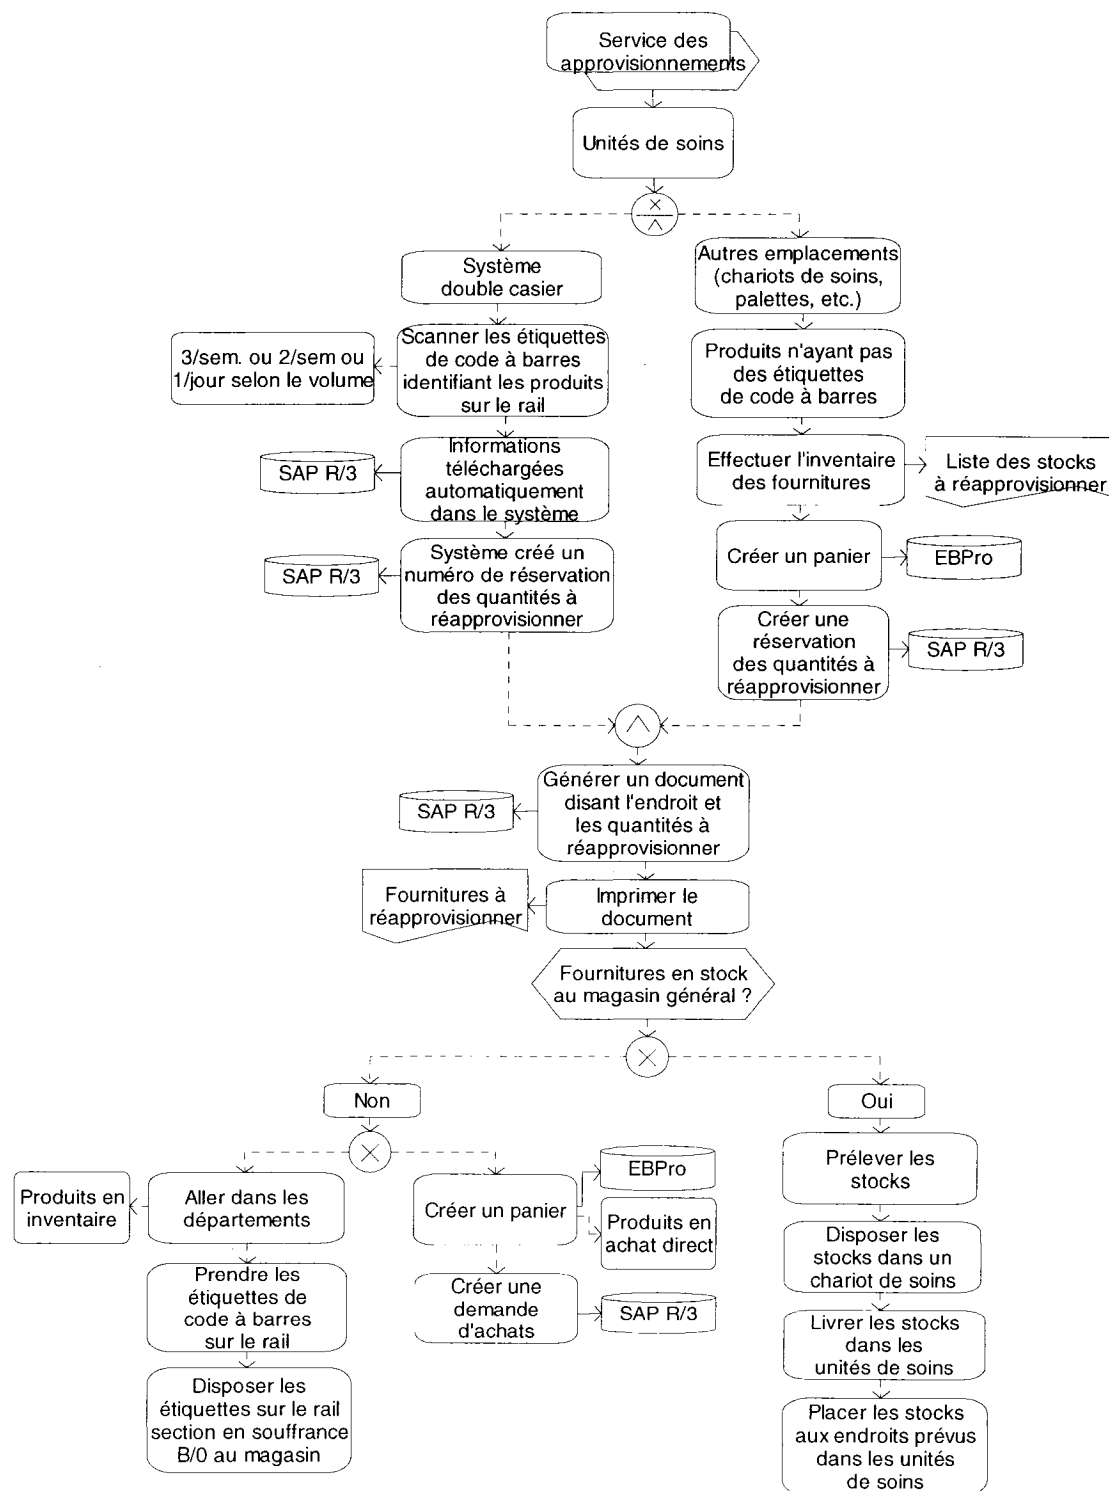 Service des
approvisionnements
Unités de soins
Système
double casier
Autres emplacements
(chariots de soins,
palettes, etc.)
3/sem. ou 2/sem ou
1/jour selon le volume
Scanner les étiquettes
de code à barres
identifiant les produits
sur le rail
Produits n'ayant pas
des étiquettes
de code à barres
SAP R/3
Informations
téléchargées
automatiquement
dans le système
Effectuer l'inventaire
des fournitures
Liste des stocks
à réapprovisionner
SAP R/3
Système créé un
numéro de réservation
des quantités à
réapprovisionner
Créer un panier
EBPro
Créer une
réservation
des quantités à
réapprovisionner
SAP R/3
SAP R/3
Générer un document
disant l'endroit et
les quantités à
réapprovisionner
Fournitures à
réapprovisionner
Imprimer le
document
Fournitures en stock
au magasin général ?
Non
Oui
Produits en
inventaire
Aller dans les
départements
Créer un panier
EBPro
Produits en
achat direct
Prélever les
stocks
Prendre les
étiquettes de
code à barres
sur le rail
Créer une
demande
d'achats
SAP R/3
Disposer les
stocks dans un
chariot de soins
Disposer les
étiquettes sur le rail
section en souffrance
B/0 au magasin
Livrer les stocks
dans les
unités de soins
Placer les stocks
aux endroits prévus
dans les unités
de soins